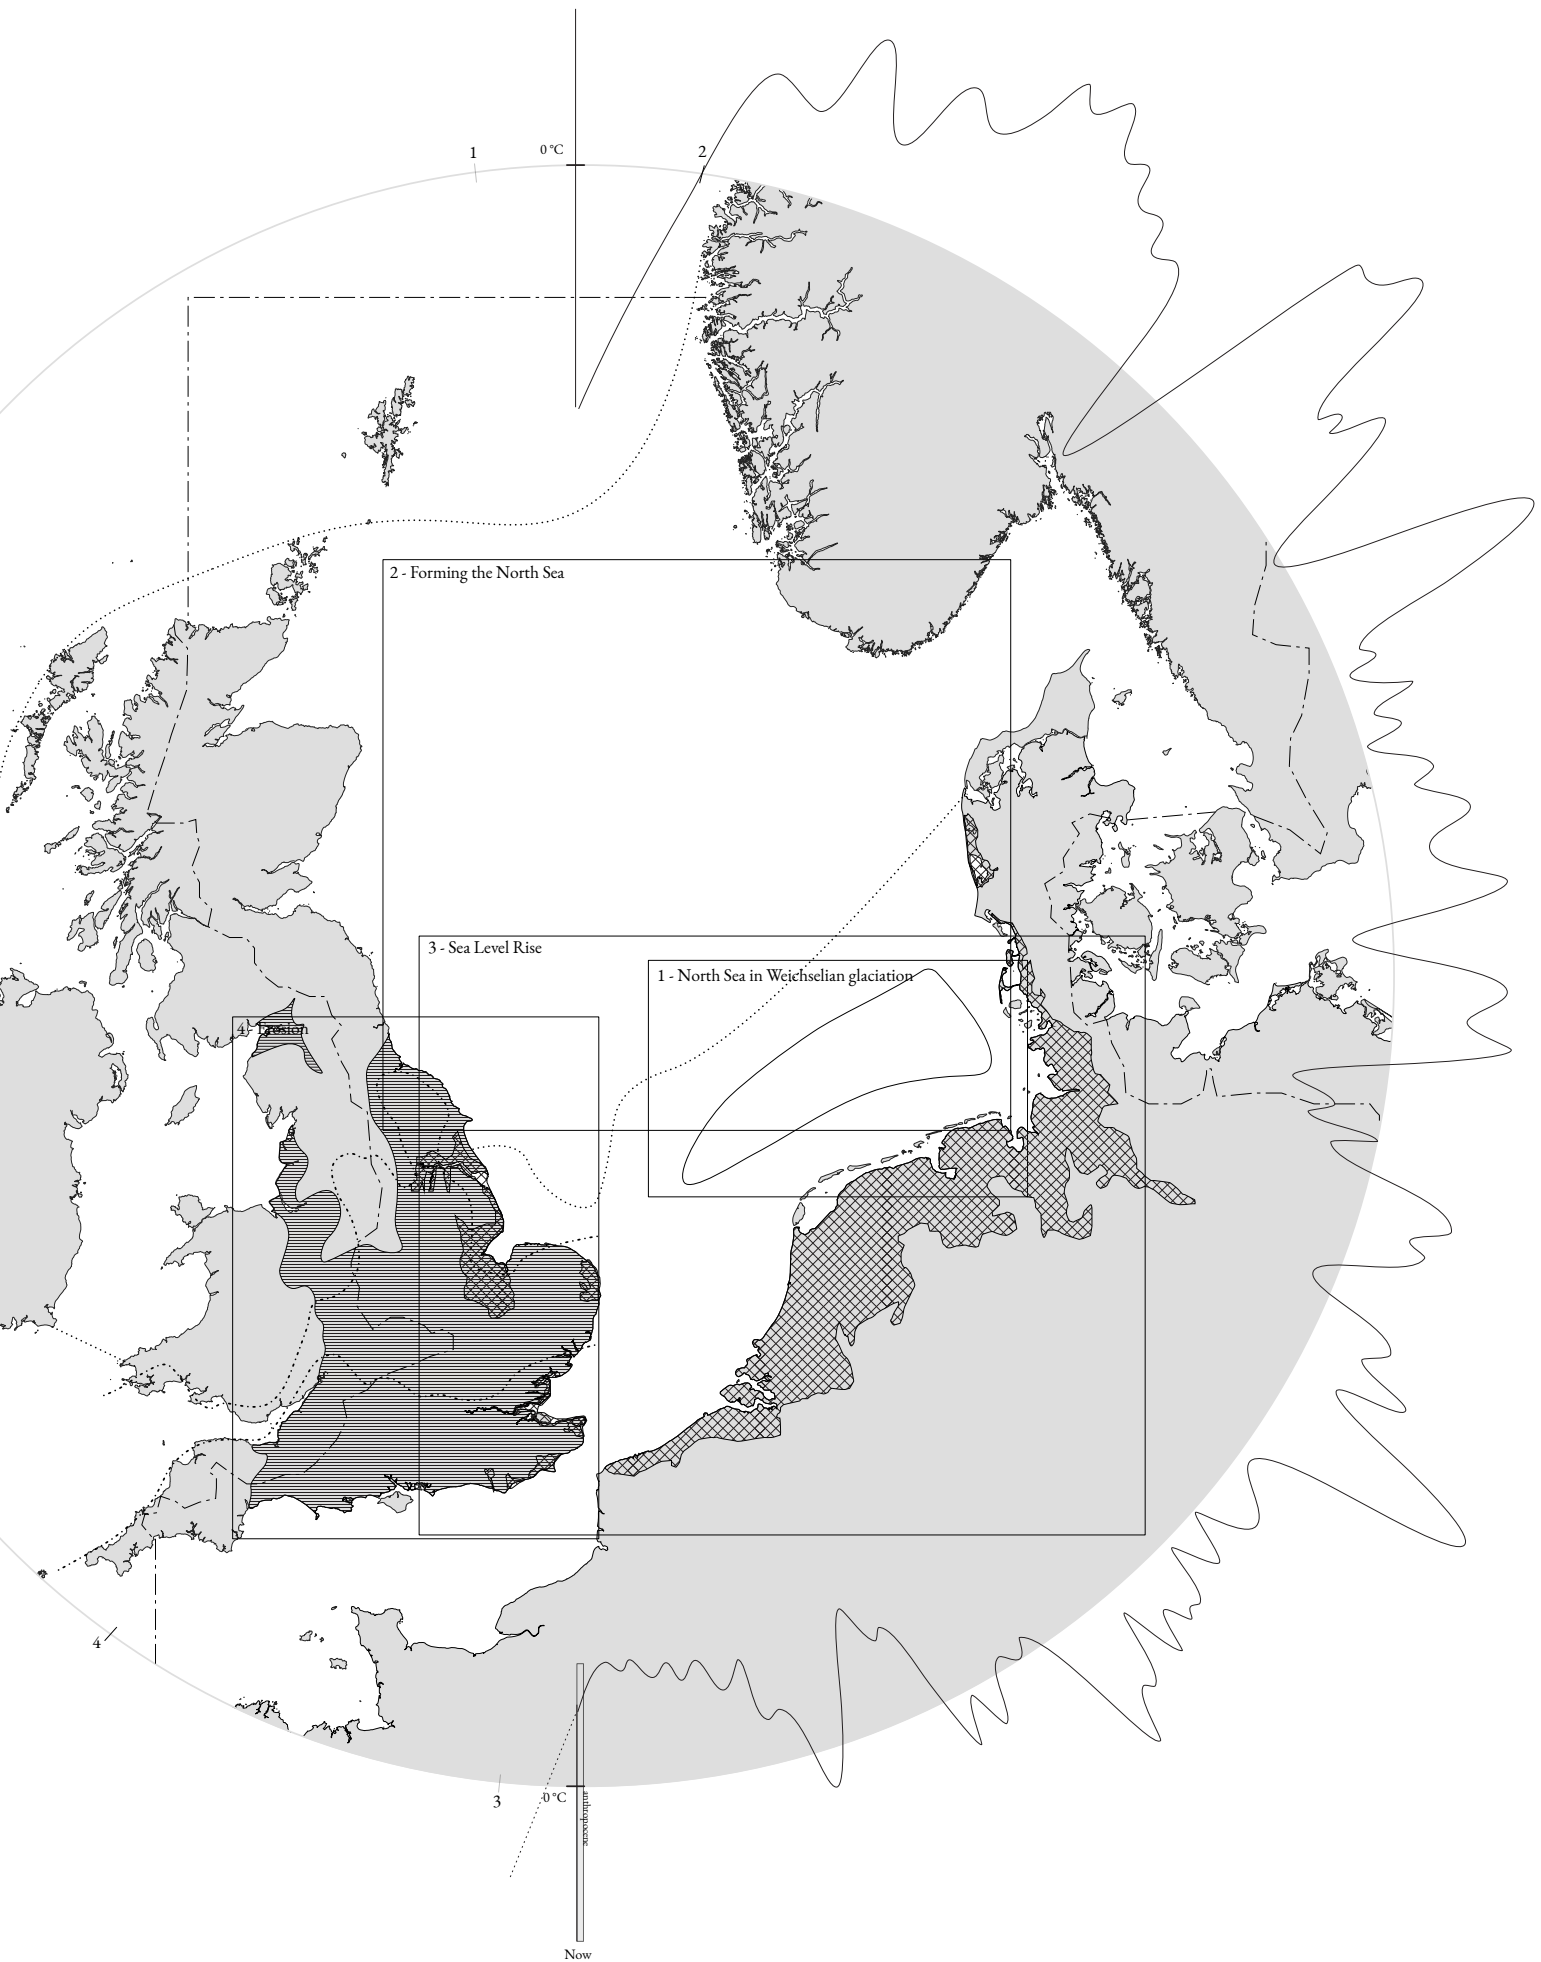 1
0 °C
2
2 - Forming the North Sea
3 - Sea Level Rise
1 - North Sea in Weichselian glaciation
4 - Erosion
4
3
0 °C
anthropocene
Now